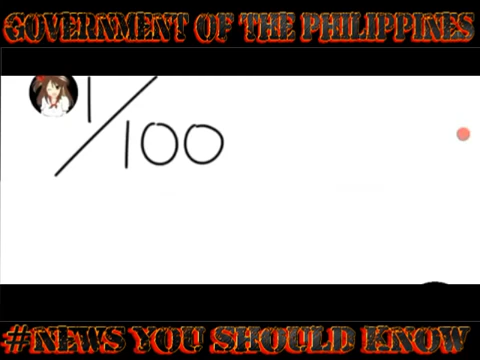 GOVERNMENT OF THE PHILIPPINES
1/100
#NEWS YOU SHOULD KNOW